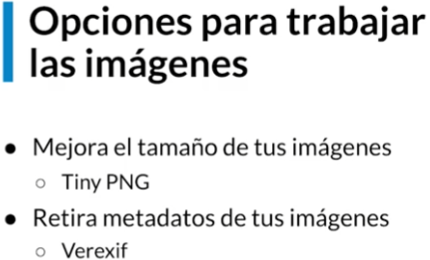 Opciones para trabajar
las imágenes
● Mejora el tamaño de tus imágenes
○ Tiny PNG
● Retira metadatos de tus imágenes
○ Verexif